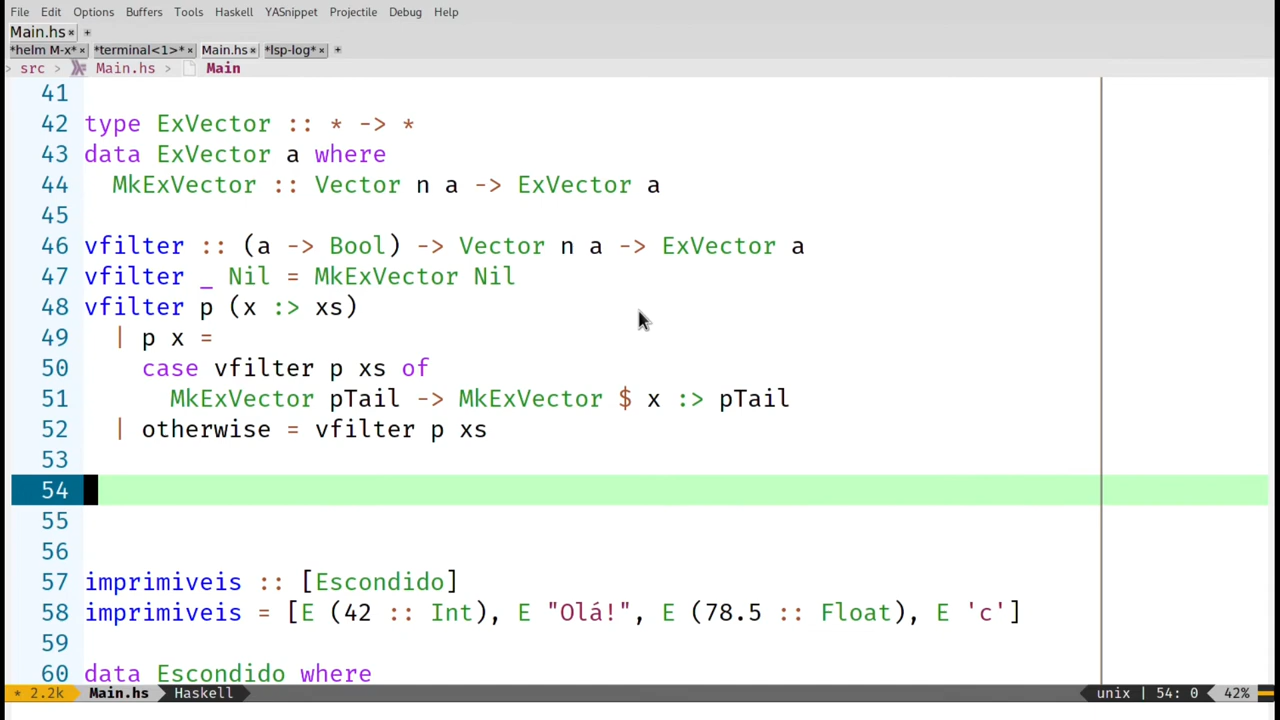 File Edit Options Buffers Tools Haskell YASnippet Projectile Debug Help
Main.hs× +
*helm M-x*× *terminal<1>*× Main.hs× *lsp-log*× +
> src > Main.hs > Main
41
42 type ExVector :: * -> *
43 data ExVector a where
44   MkExVector :: Vector n a -> ExVector a
45
46 vfilter :: (a -> Bool) -> Vector n a -> ExVector a
47 vfilter _ Nil = MkExVector Nil
48 vfilter p (x :> xs)
49   | p x =
50     case vfilter p xs of
51       MkExVector pTail -> MkExVector $ x :> pTail
52   | otherwise = vfilter p xs
53
54
55
56
57 imprimiveis :: [Escondido]
58 imprimiveis = [E (42 :: Int), E "Olá!", E (78.5 :: Float), E 'c']
59
60 data Escondido where
* 2.2k Main.hs Haskell unix | 54: 0 42%